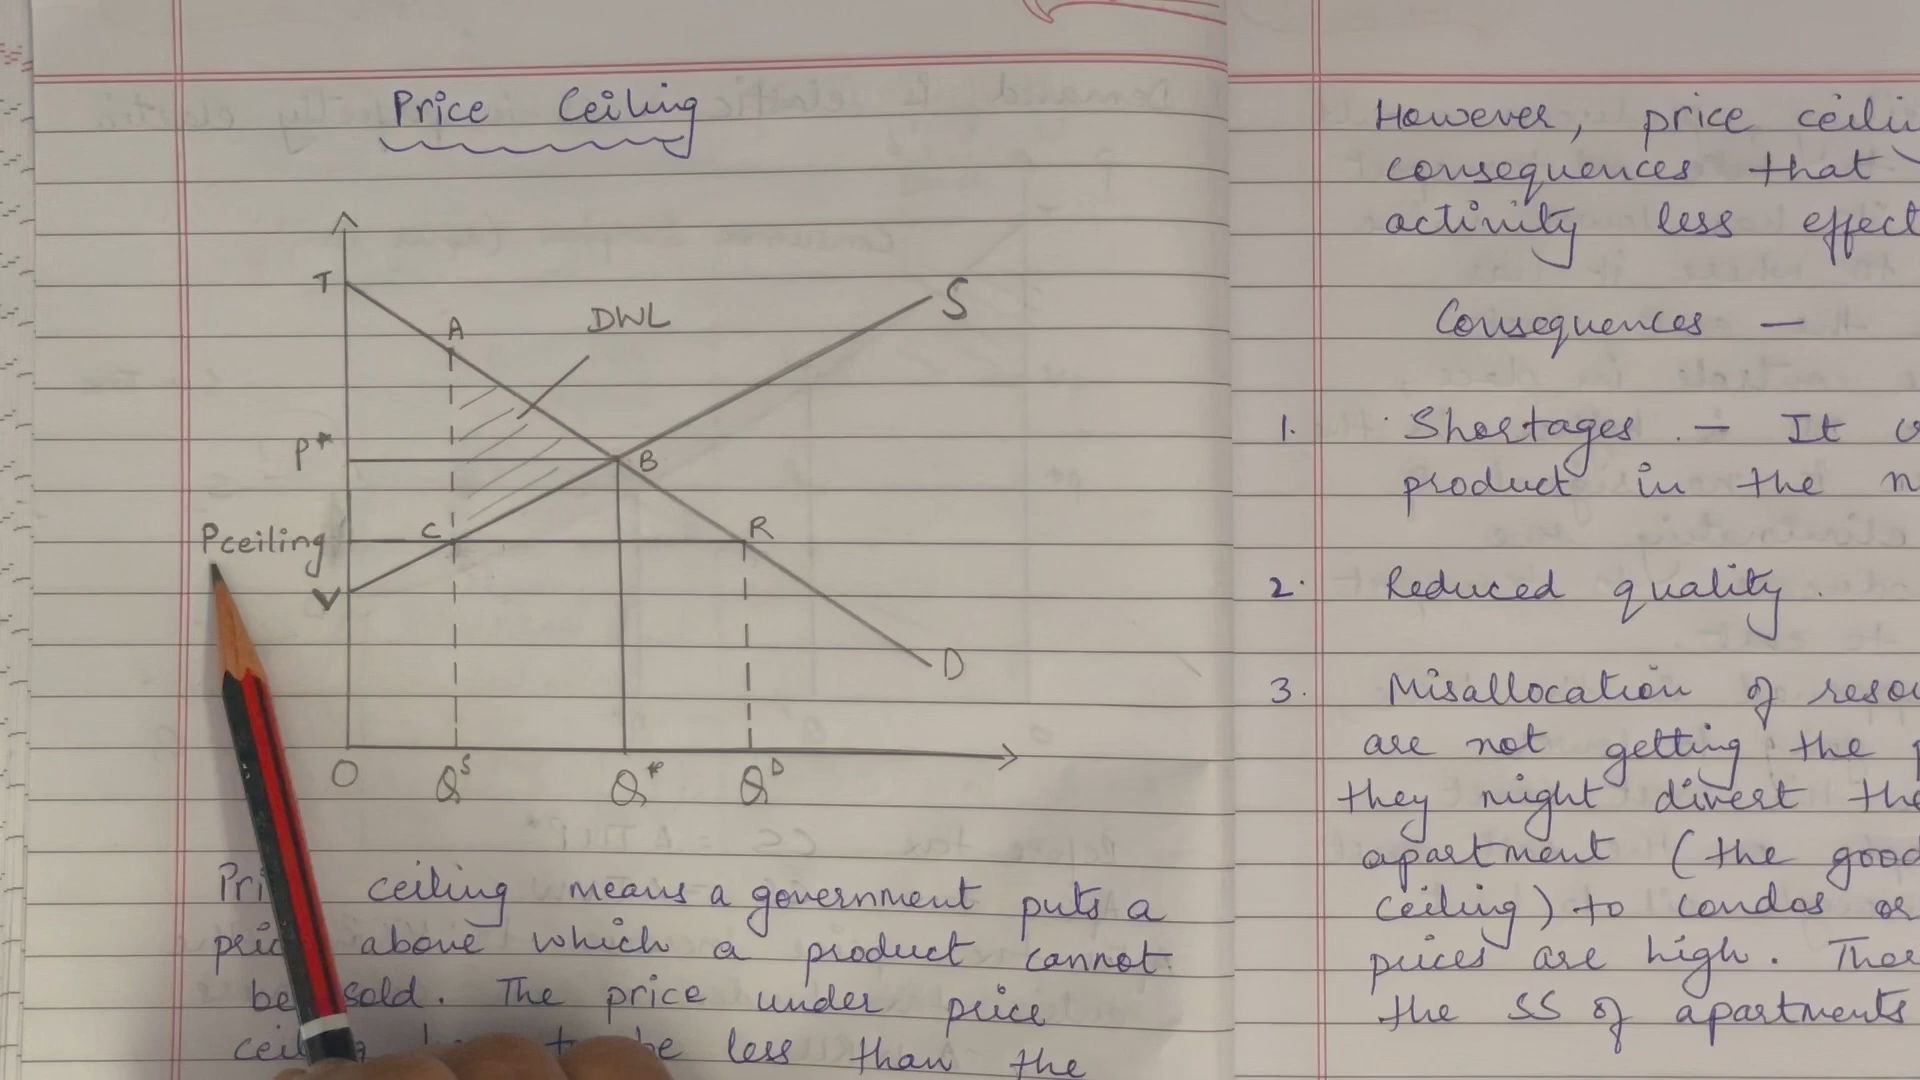 Price Ceiling
T
A
DWL
S
P*
B
Pceiling
C
R
V
D
O
Qˢ
Q*
Qᴰ
ceiling means a government puts a
above which a product cannot
be sold. The price under price
be less than the
However, price
consequences that
activity less
Consequences —
1. Shortages - It
product in the
2. Reduced quality.
3. Misallocation of
are not getting the
they might divert
apartment (the good
ceiling) to condos or
prices are high.
the SS of apartments